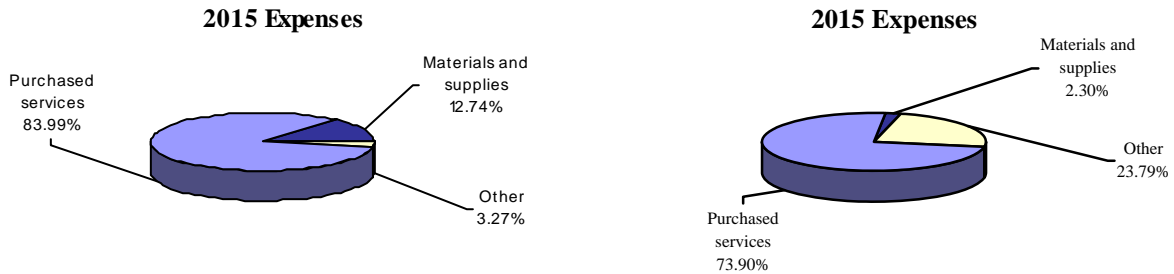 2015 Expenses
Purchased
services
83.99%
Materials and
supplies
12.74%
Other
3.27%
2015 Expenses
Materials and
supplies
2.30%
Other
23.79%
Purchased
services
73.90%